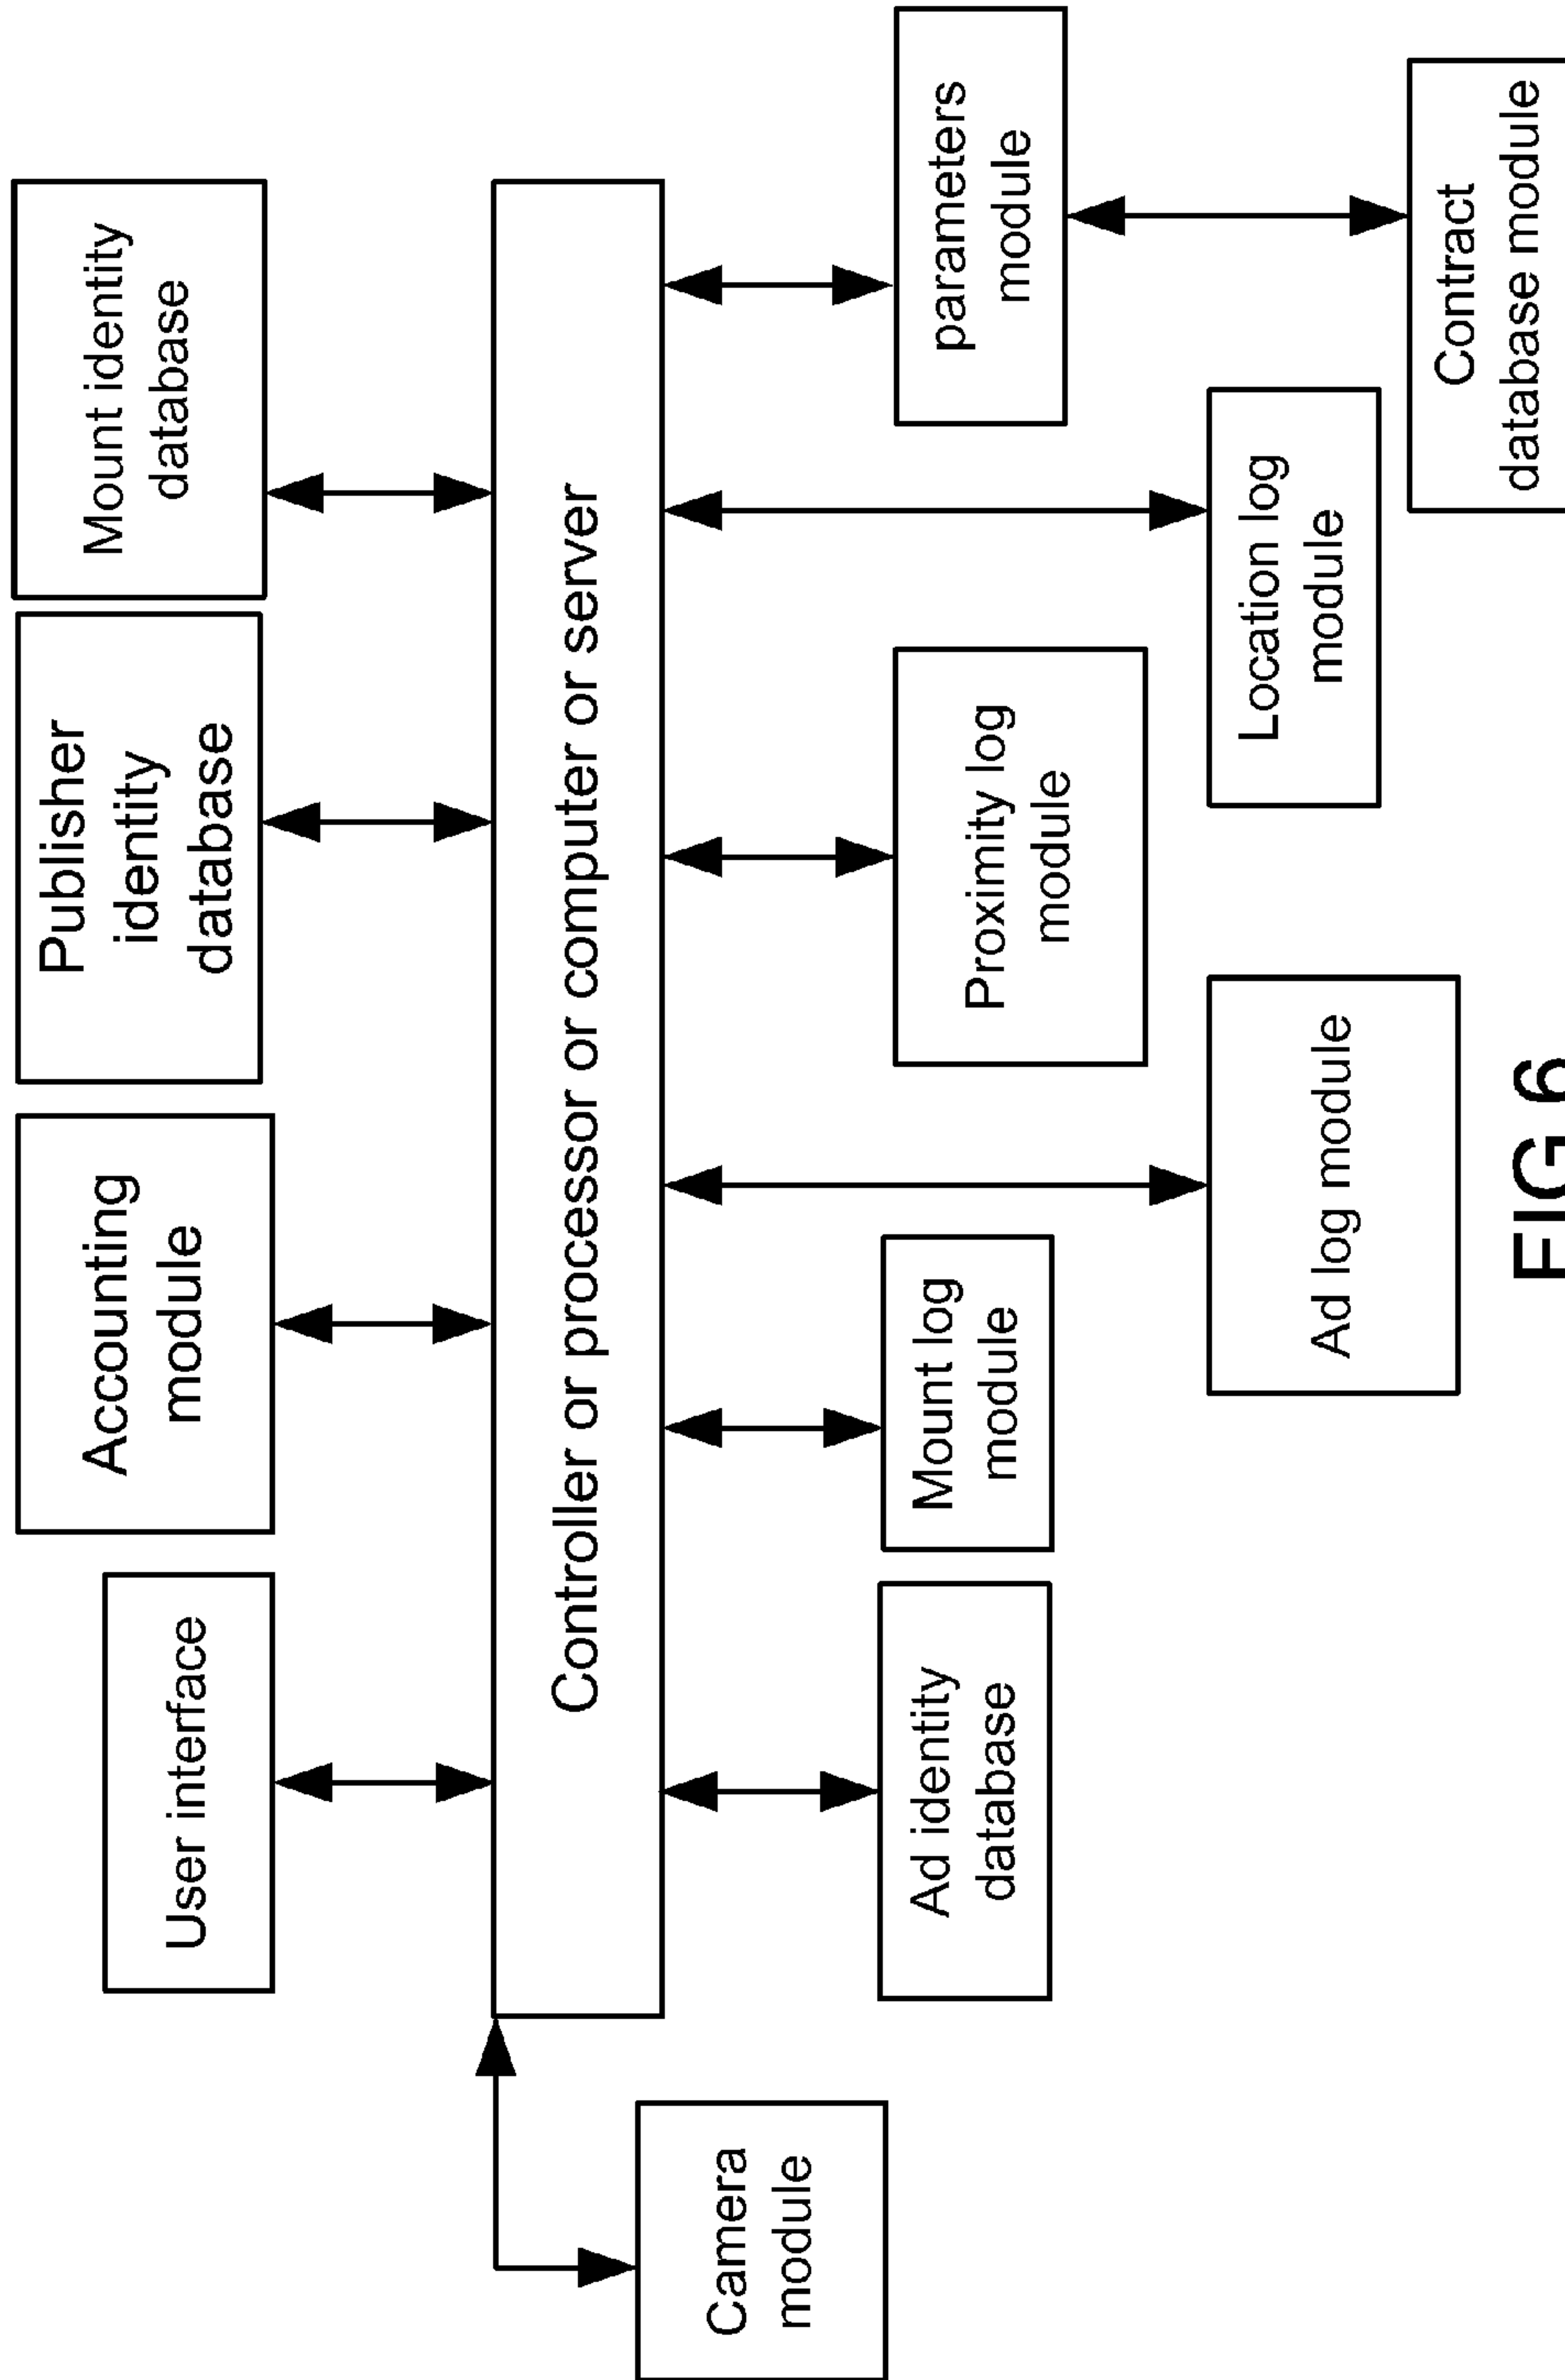 User interface
Accounting
module
Publisher
identity
database
Mount identity
database
Controller or processor or computer or server
Camera
module
Ad identity
database
Mount log
module
Proximity log
module
parameters
module
Ad log module
Location log
module
Contract
database module
FIG 6